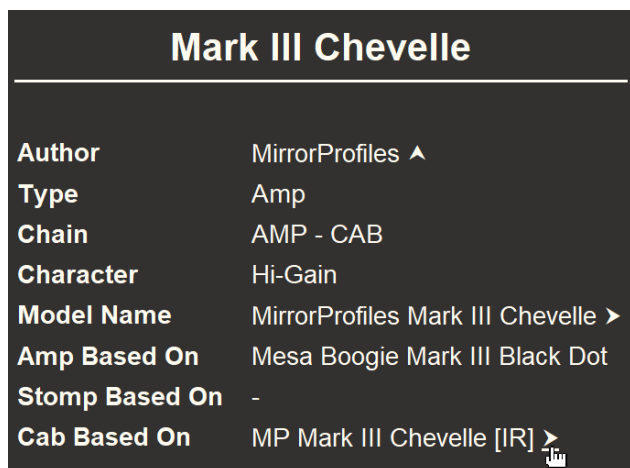 Mark III Chevelle
Author MirrorProfiles ⮝
Type Amp
Chain AMP - CAB
Character Hi-Gain
Model Name MirrorProfiles Mark III Chevelle ➤
Amp Based On Mesa Boogie Mark III Black Dot
Stomp Based On -
Cab Based On MP Mark III Chevelle [IR] ➤